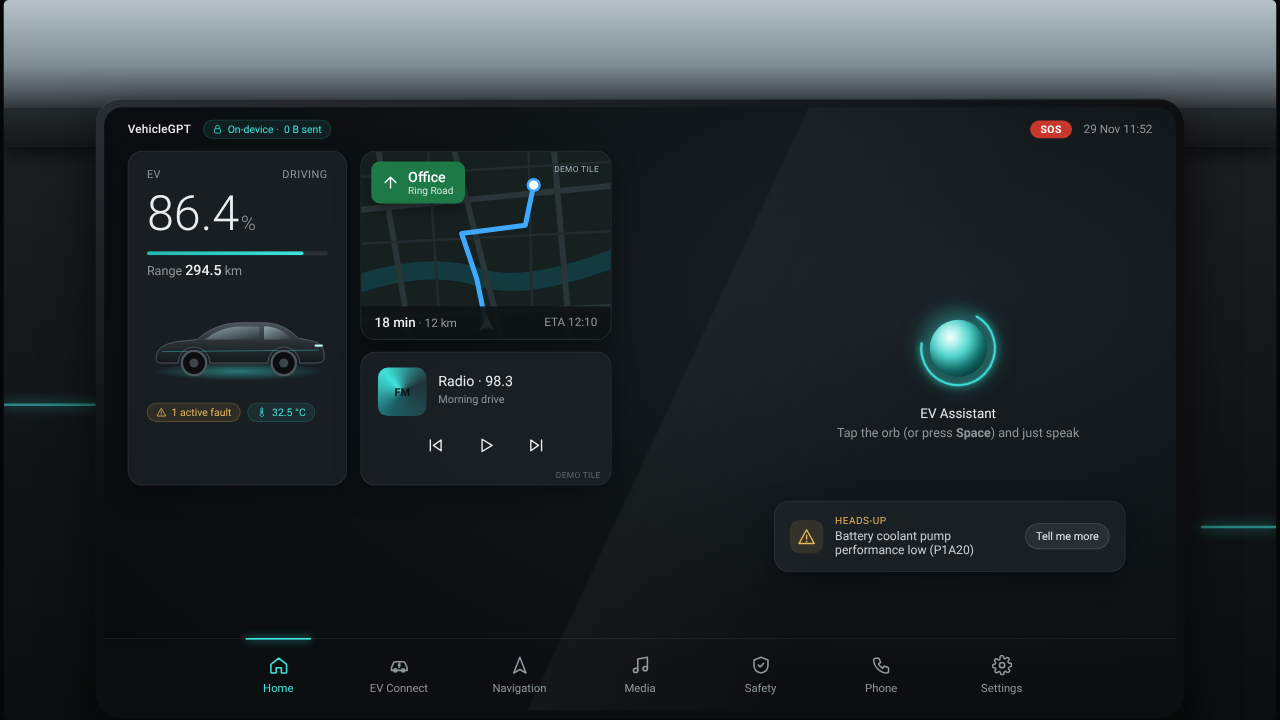 VehicleGPT
On-device · 0 B sent
SOS
29 Nov 11:52
EV
DRIVING
86.4%
Range 294.5 km
1 active fault
32.5 °C
Office
Ring Road
DEMO TILE
18 min · 12 km
ETA 12:10
FM
Radio · 98.3
Morning drive
DEMO TILE
EV Assistant
Tap the orb (or press Space) and just speak
HEADS-UP
Battery coolant pump
performance low (P1A20)
Tell me more
Home
EV Connect
Navigation
Media
Safety
Phone
Settings